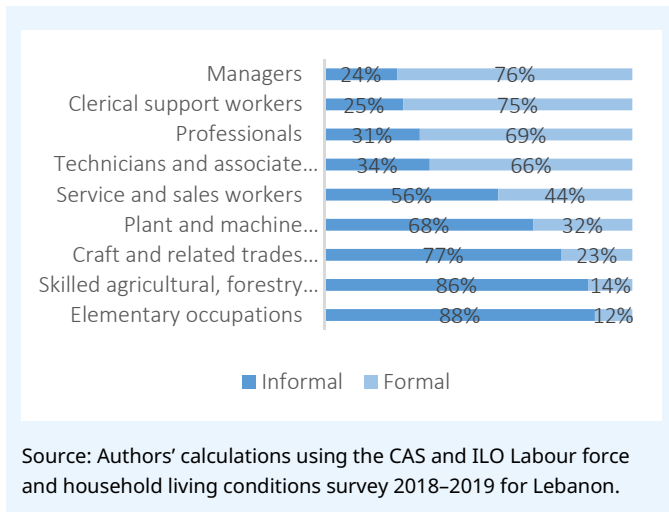 Managers 24% 76%
Clerical support workers 25% 75%
Professionals 31% 69%
Technicians and associate... 34% 66%
Service and sales workers 56% 44%
Plant and machine... 68% 32%
Craft and related trades... 77% 23%
Skilled agricultural, forestry... 86% 14%
Elementary occupations 88% 12%
Informal Formal
Source: Authors’ calculations using the CAS and ILO Labour force
and household living conditions survey 2018–2019 for Lebanon.